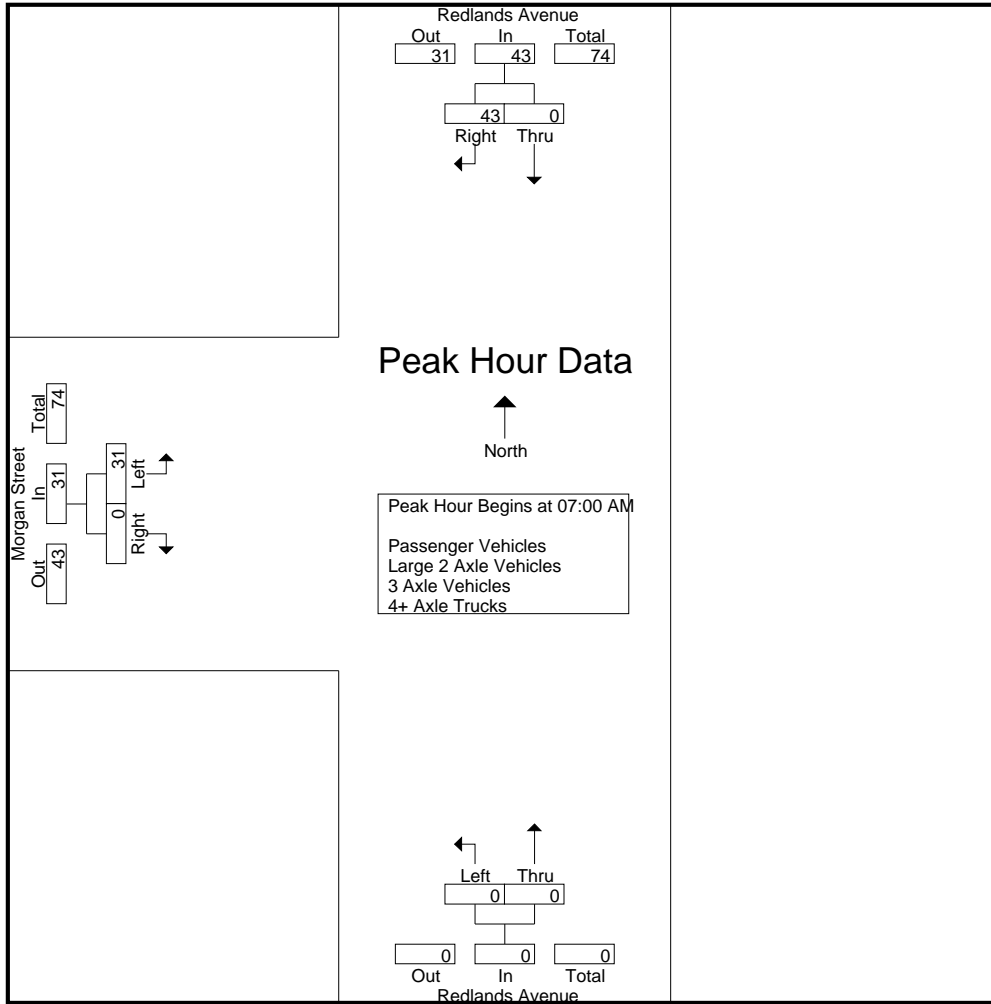 Redlands Avenue
Out In Total
31 43 74
43 0
Right Thru
Peak Hour Data
North
Morgan Street
Out In Total
43 31 74
0 31
Right Left
Peak Hour Begins at 07:00 AM
Passenger Vehicles
Large 2 Axle Vehicles
3 Axle Vehicles
4+ Axle Trucks
Left Thru
0 0
0 0 0
Out In Total
Redlands Avenue